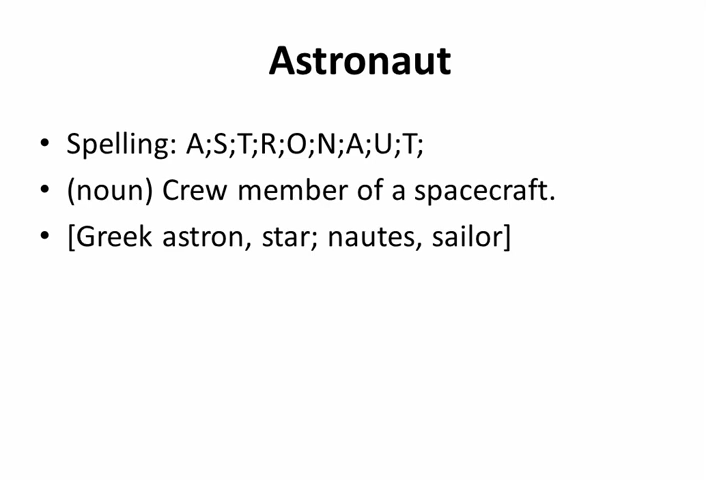 Astronaut
• Spelling: A;S;T;R;O;N;A;U;T;
• (noun) Crew member of a spacecraft.
• [Greek astron, star; nautes, sailor]